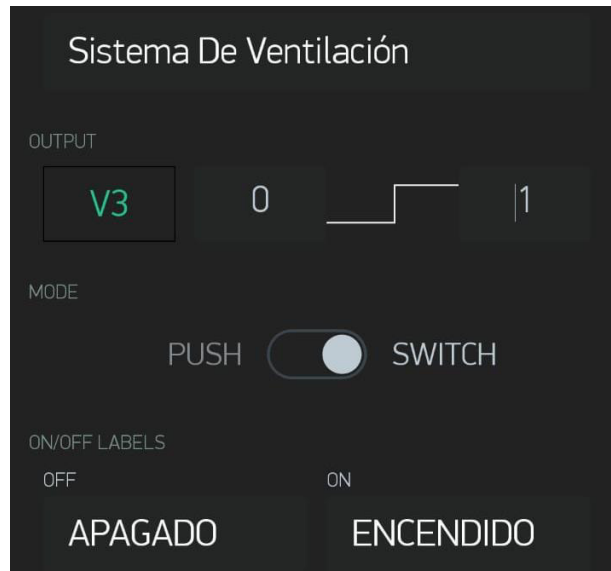 Sistema De Ventilación
OUTPUT
V3 0 1
MODE
PUSH SWITCH
ON/OFF LABELS
OFF ON
APAGADO ENCENDIDO